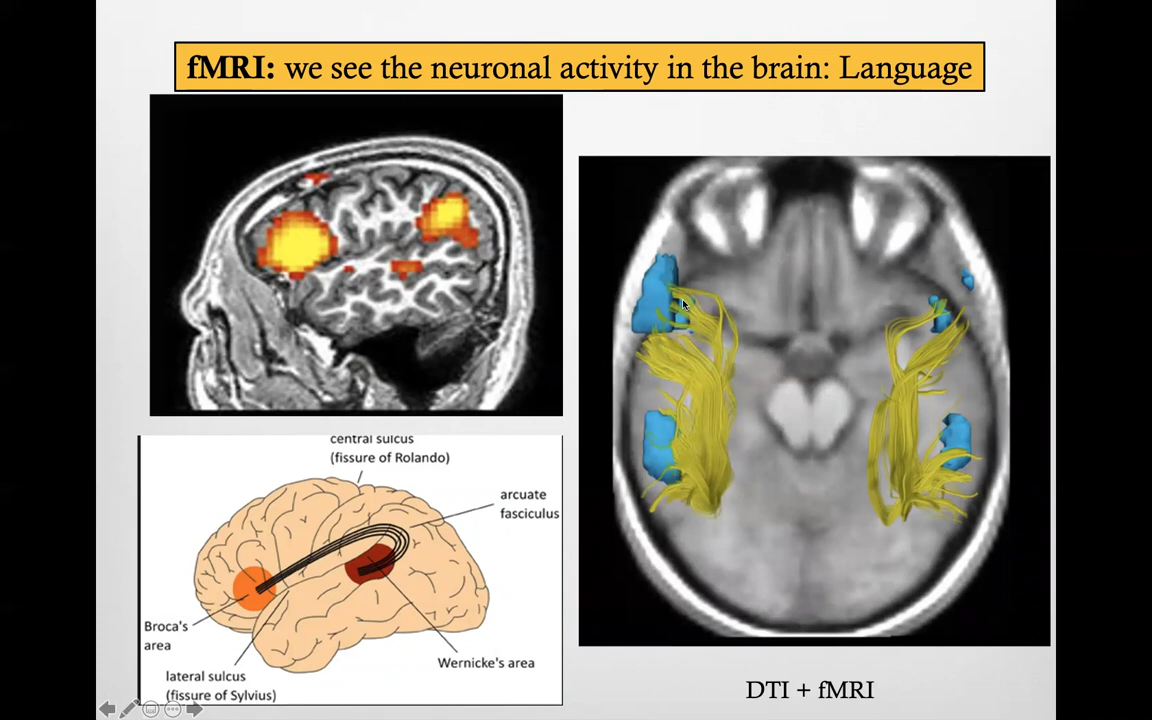 fMRI: we see the neuronal activity in the brain: Language
central sulcus
(fissure of Rolando)
arcuate
fasciculus
Broca's
area
Wernicke's area
lateral sulcus
(fissure of Sylvius)
DTI + fMRI